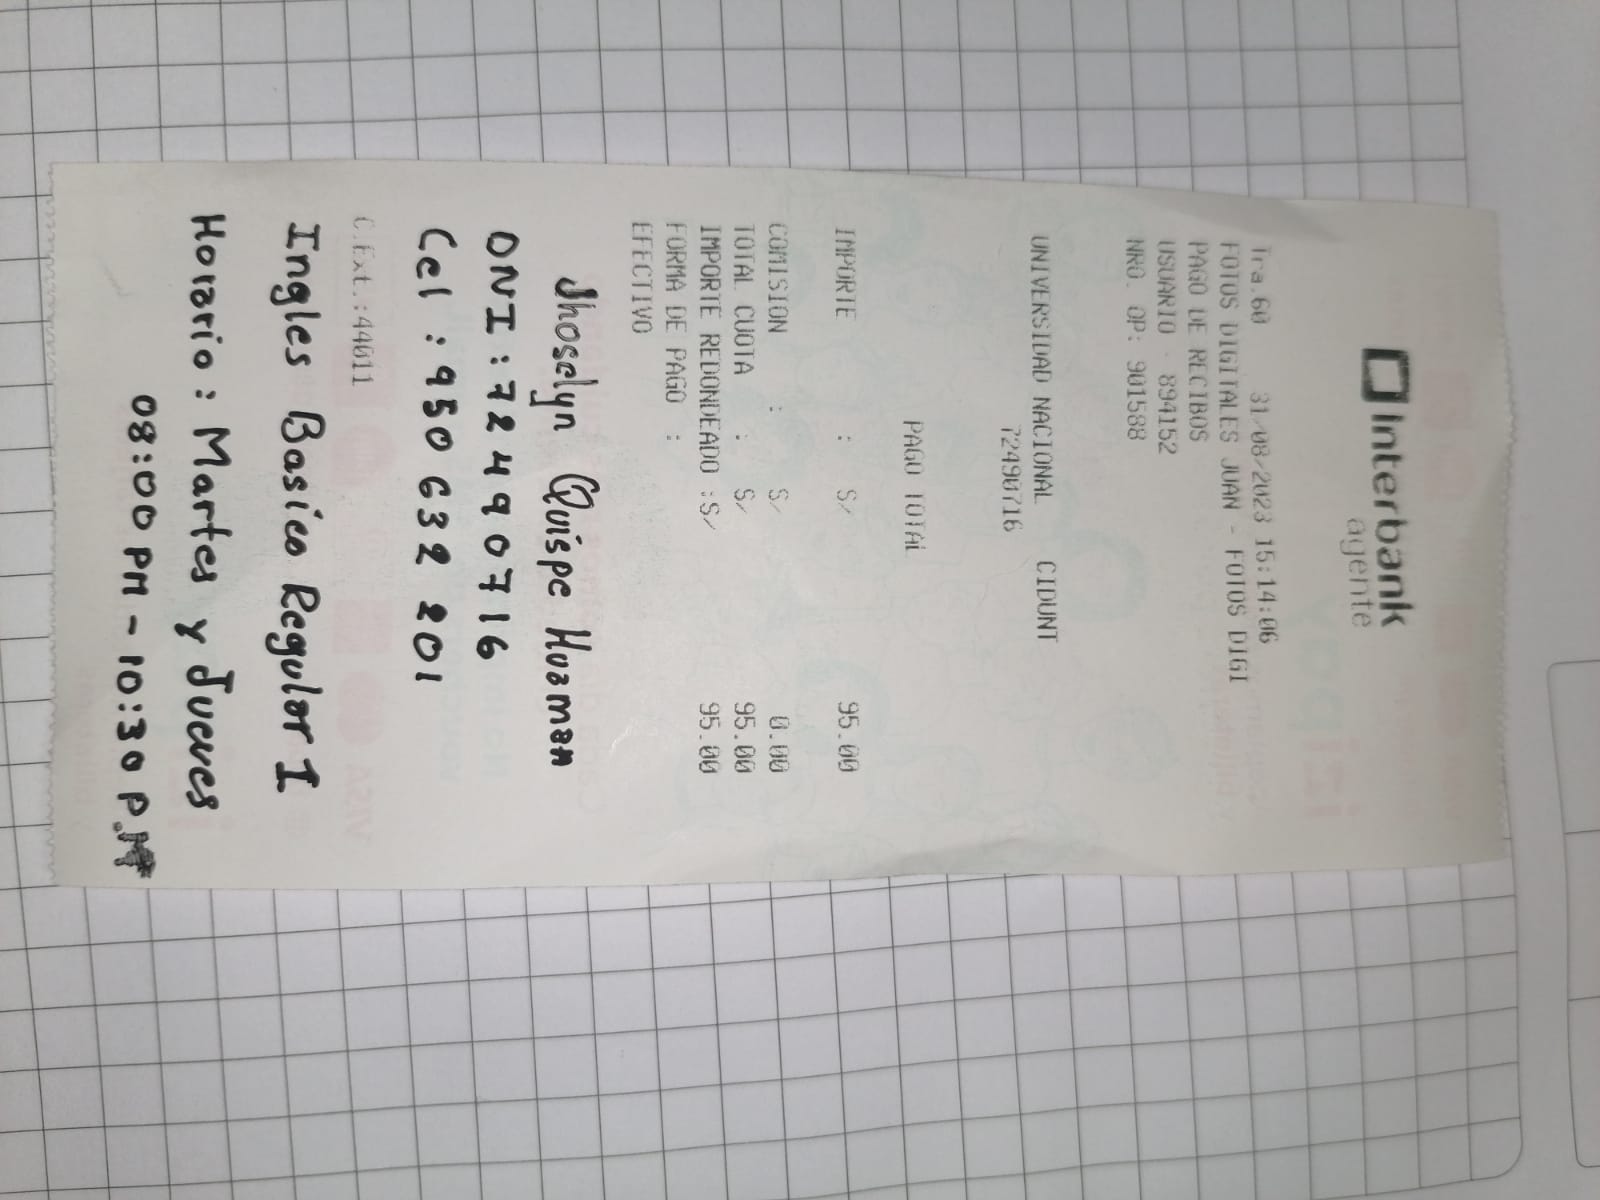 Interbank
agente
Tra.60 31/08/2023 15:14:06
FOTOS DIGITALES JUAN - FOTOS DIGI
PAGO DE RECIBOS
USUARIO : 894152
NRO. OP: 901588
UNIVERSIDAD NACIONAL CIDUNT
72490716
PAGO TOTAL
IMPORTE : S/ 95.00
COMISION : S/ 0.00
TOTAL CUOTA : S/ 95.00
IMPORTE REDONDEADO :S/ 95.00
FORMA DE PAGO :
EFECTIVO
Jhoselyn Quispe Huaman
DNI : 72490716
Cel : 950 632 201
C.Ext.:44011
Ingles Basico Regular I
Horario : Martes y Jueves
08:00 PM - 10:30 P.M